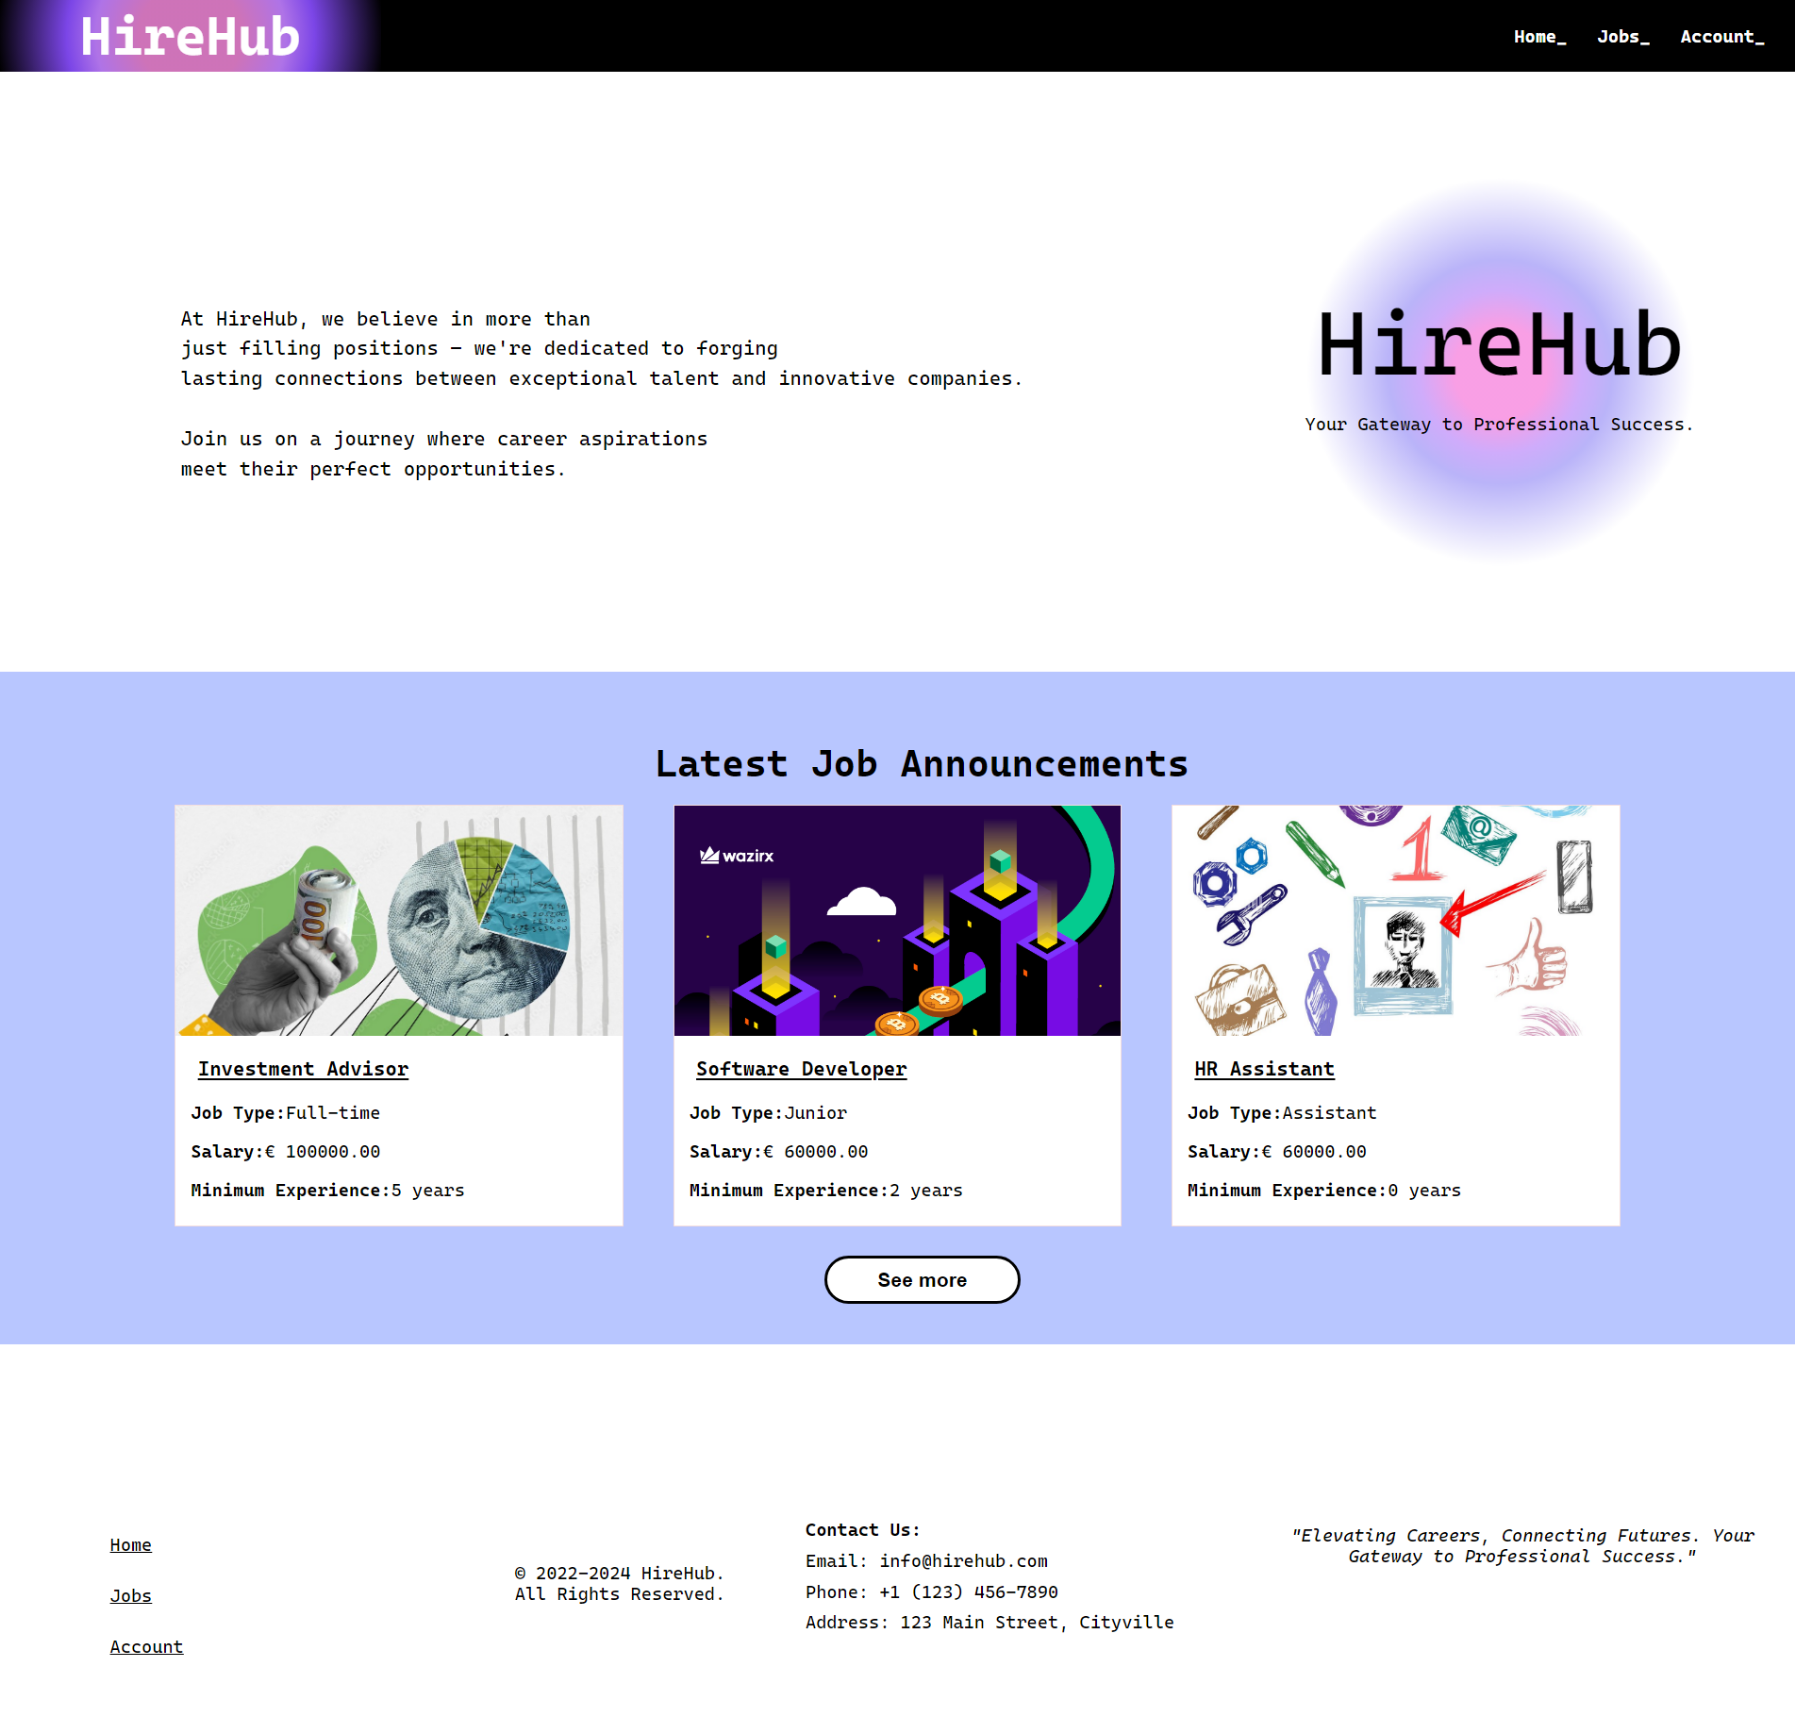 HireHub
Home_ Jobs_ Account_
At HireHub, we believe in more than
just filling positions – we're dedicated to forging
lasting connections between exceptional talent and innovative companies.
Join us on a journey where career aspirations
meet their perfect opportunities.
HireHub
Your Gateway to Professional Success.
Latest Job Announcements
100
wazirx
1
@
Investment Advisor
Job Type:Full-time
Salary:€ 100000.00
Minimum Experience:5 years
Software Developer
Job Type:Junior
Salary:€ 60000.00
Minimum Experience:2 years
HR Assistant
Job Type:Assistant
Salary:€ 60000.00
Minimum Experience:0 years
See more
Home
Jobs
Account
© 2022-2024 HireHub.
All Rights Reserved.
Contact Us:
Email: info@hirehub.com
Phone: +1 (123) 456-7890
Address: 123 Main Street, Cityville
"Elevating Careers, Connecting Futures. Your
Gateway to Professional Success."